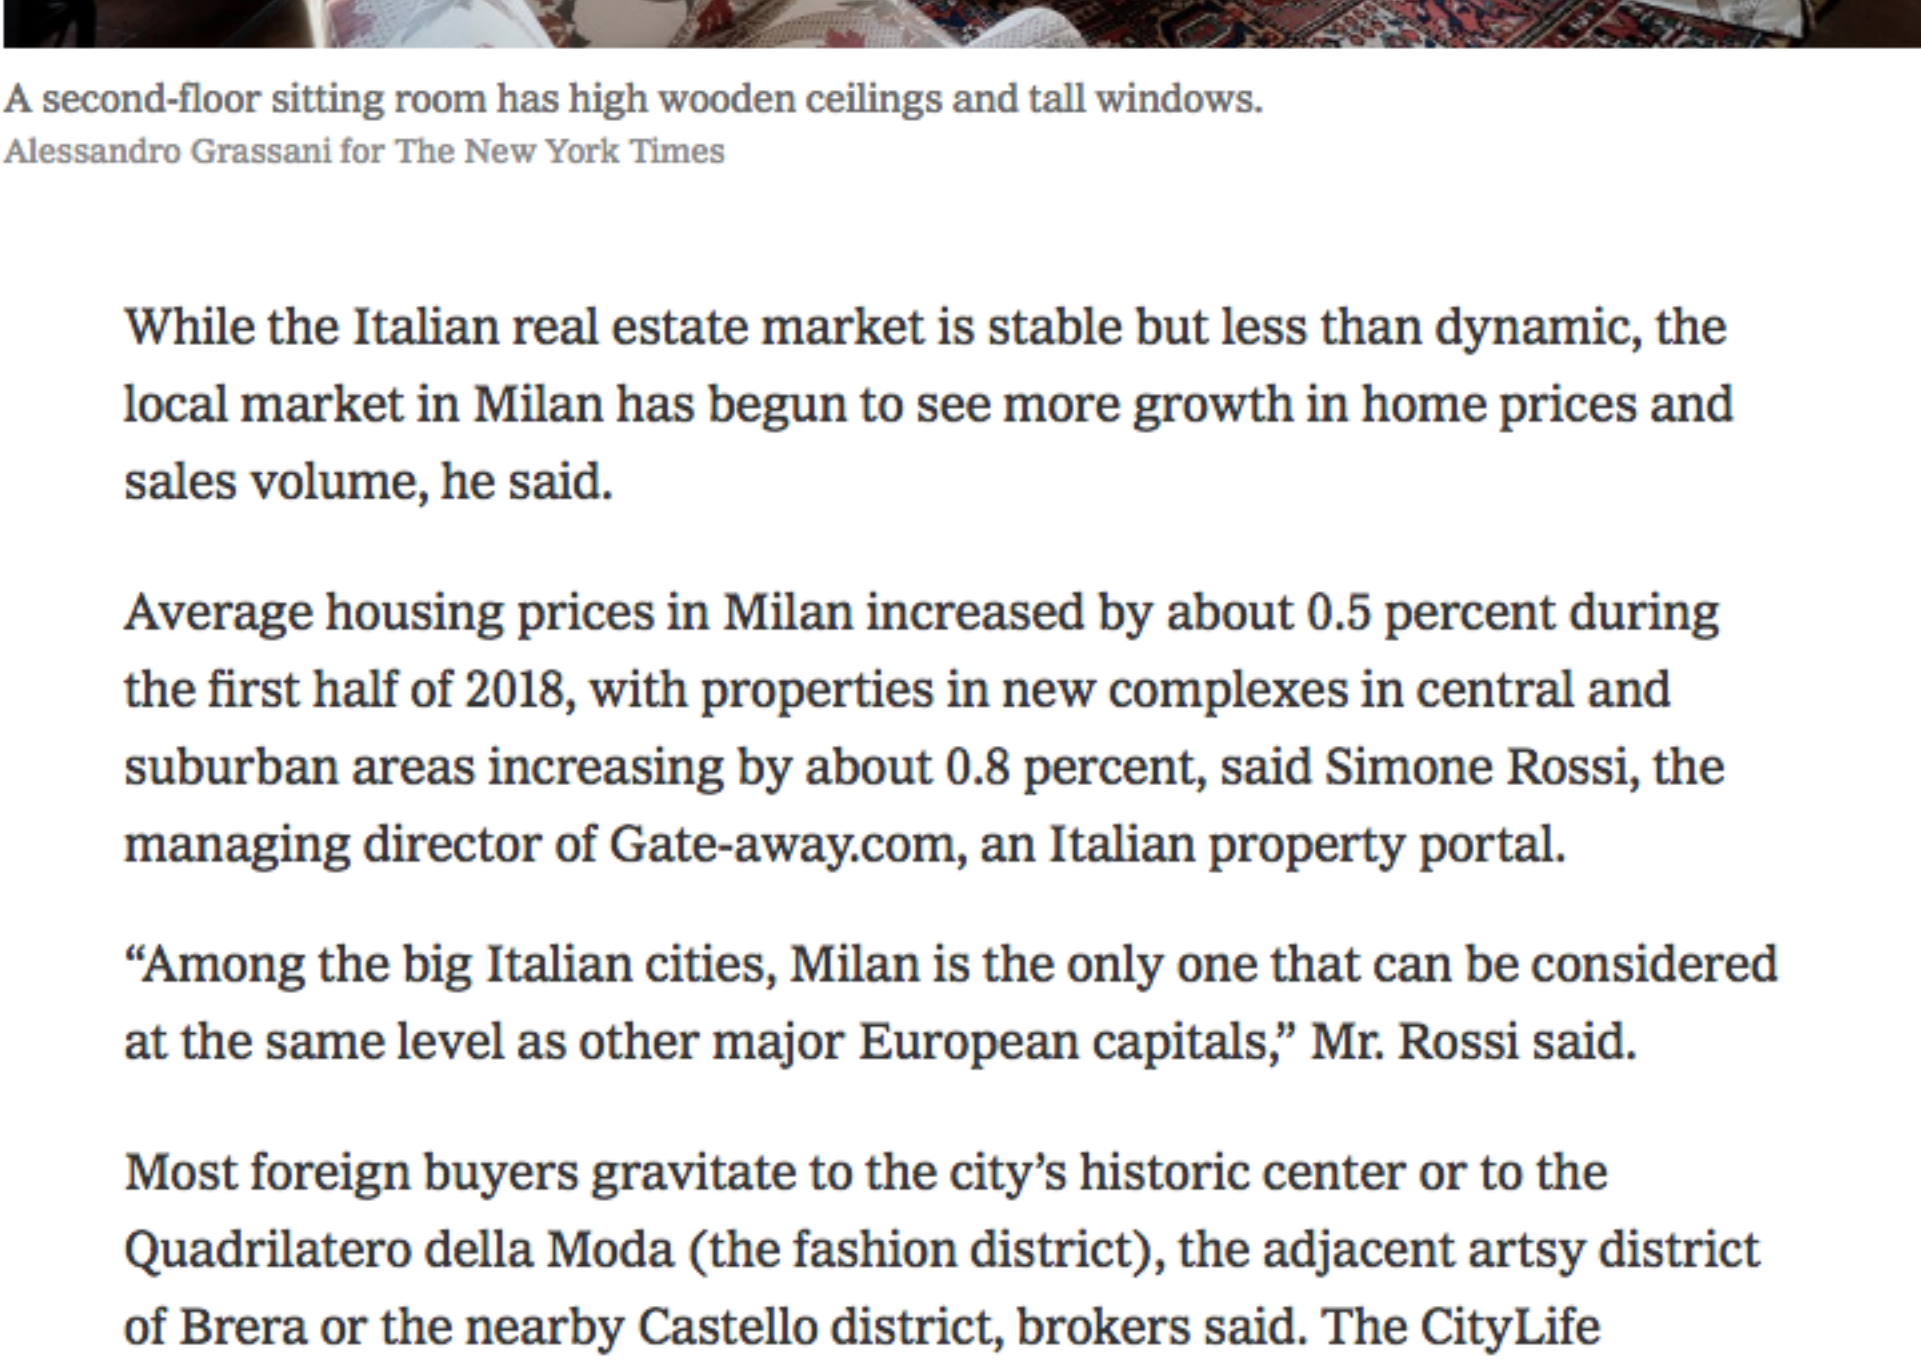 A second-floor sitting room has high wooden ceilings and tall windows.
Alessandro Grassani for The New York Times
While the Italian real estate market is stable but less than dynamic, the
local market in Milan has begun to see more growth in home prices and
sales volume, he said.
Average housing prices in Milan increased by about 0.5 percent during
the first half of 2018, with properties in new complexes in central and
suburban areas increasing by about 0.8 percent, said Simone Rossi, the
managing director of Gate-away.com, an Italian property portal.
“Among the big Italian cities, Milan is the only one that can be considered
at the same level as other major European capitals,” Mr. Rossi said.
Most foreign buyers gravitate to the city’s historic center or to the
Quadrilatero della Moda (the fashion district), the adjacent artsy district
of Brera or the nearby Castello district, brokers said. The CityLife